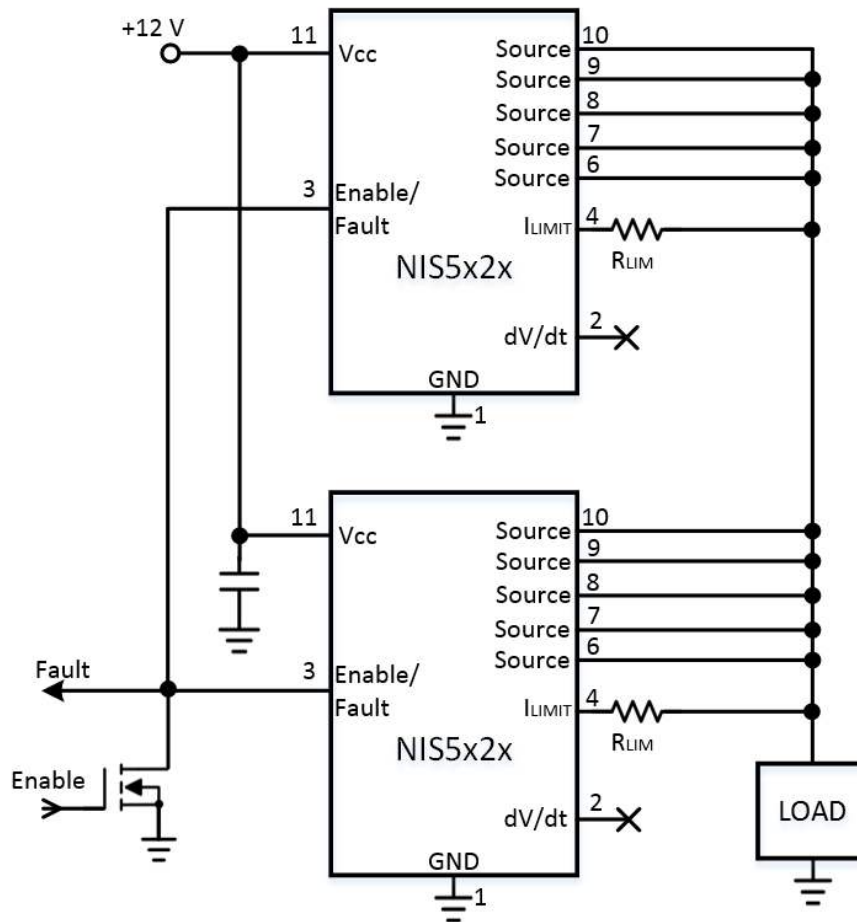 +12 V
11
Vcc
Source
10
Source
9
Source
8
Source
7
Source
6
3
Enable/
Fault
ILIMIT
4
RLIM
NIS5x2x
dV/dt
2
GND
1
11
Vcc
Source
10
Source
9
Source
8
Source
7
Source
6
Fault
3
Enable/
Fault
ILIMIT
4
RLIM
NIS5x2x
Enable
dV/dt
2
LOAD
GND
1